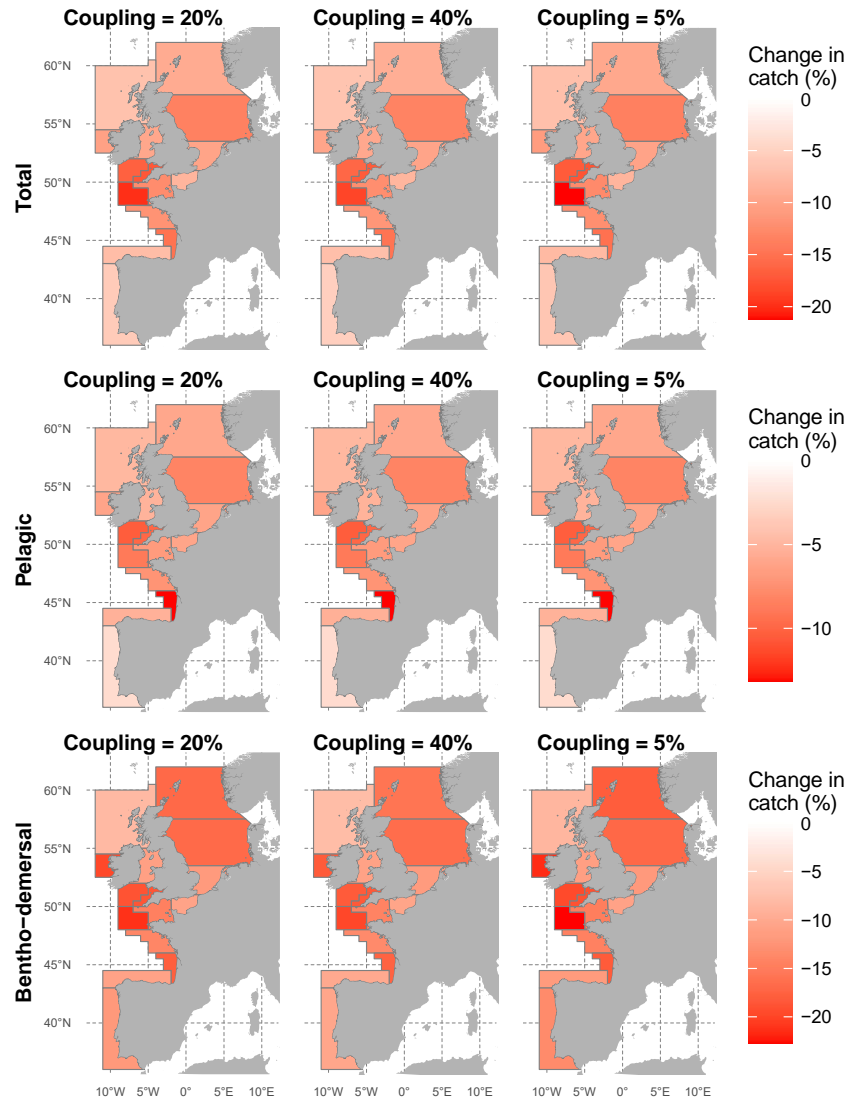 Coupling = 20%
Coupling = 40%
Coupling = 5%
Total
60°N
55°N
50°N
45°N
40°N
Change in
catch (%)
0
−5
−10
−15
−20
Coupling = 20%
Coupling = 40%
Coupling = 5%
Pelagic
60°N
55°N
50°N
45°N
40°N
Change in
catch (%)
0
−5
−10
Coupling = 20%
Coupling = 40%
Coupling = 5%
Bentho−demersal
60°N
55°N
50°N
45°N
40°N
Change in
catch (%)
0
−5
−10
−15
−20
10°W 5°W 0° 5°E 10°E
10°W 5°W 0° 5°E 10°E
10°W 5°W 0° 5°E 10°E